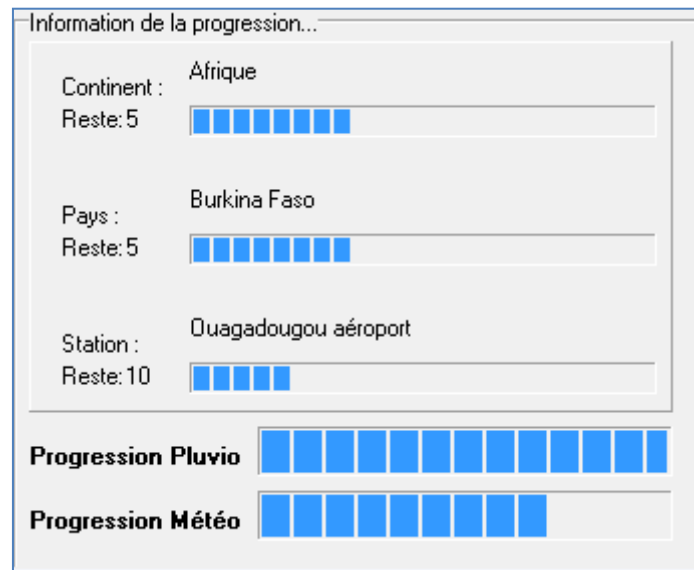 Information de la progression...
Afrique
Continent :
Reste: 5
Burkina Faso
Pays :
Reste: 5
Ouagadougou aéroport
Station :
Reste: 10
Progression Pluvio
Progression Météo